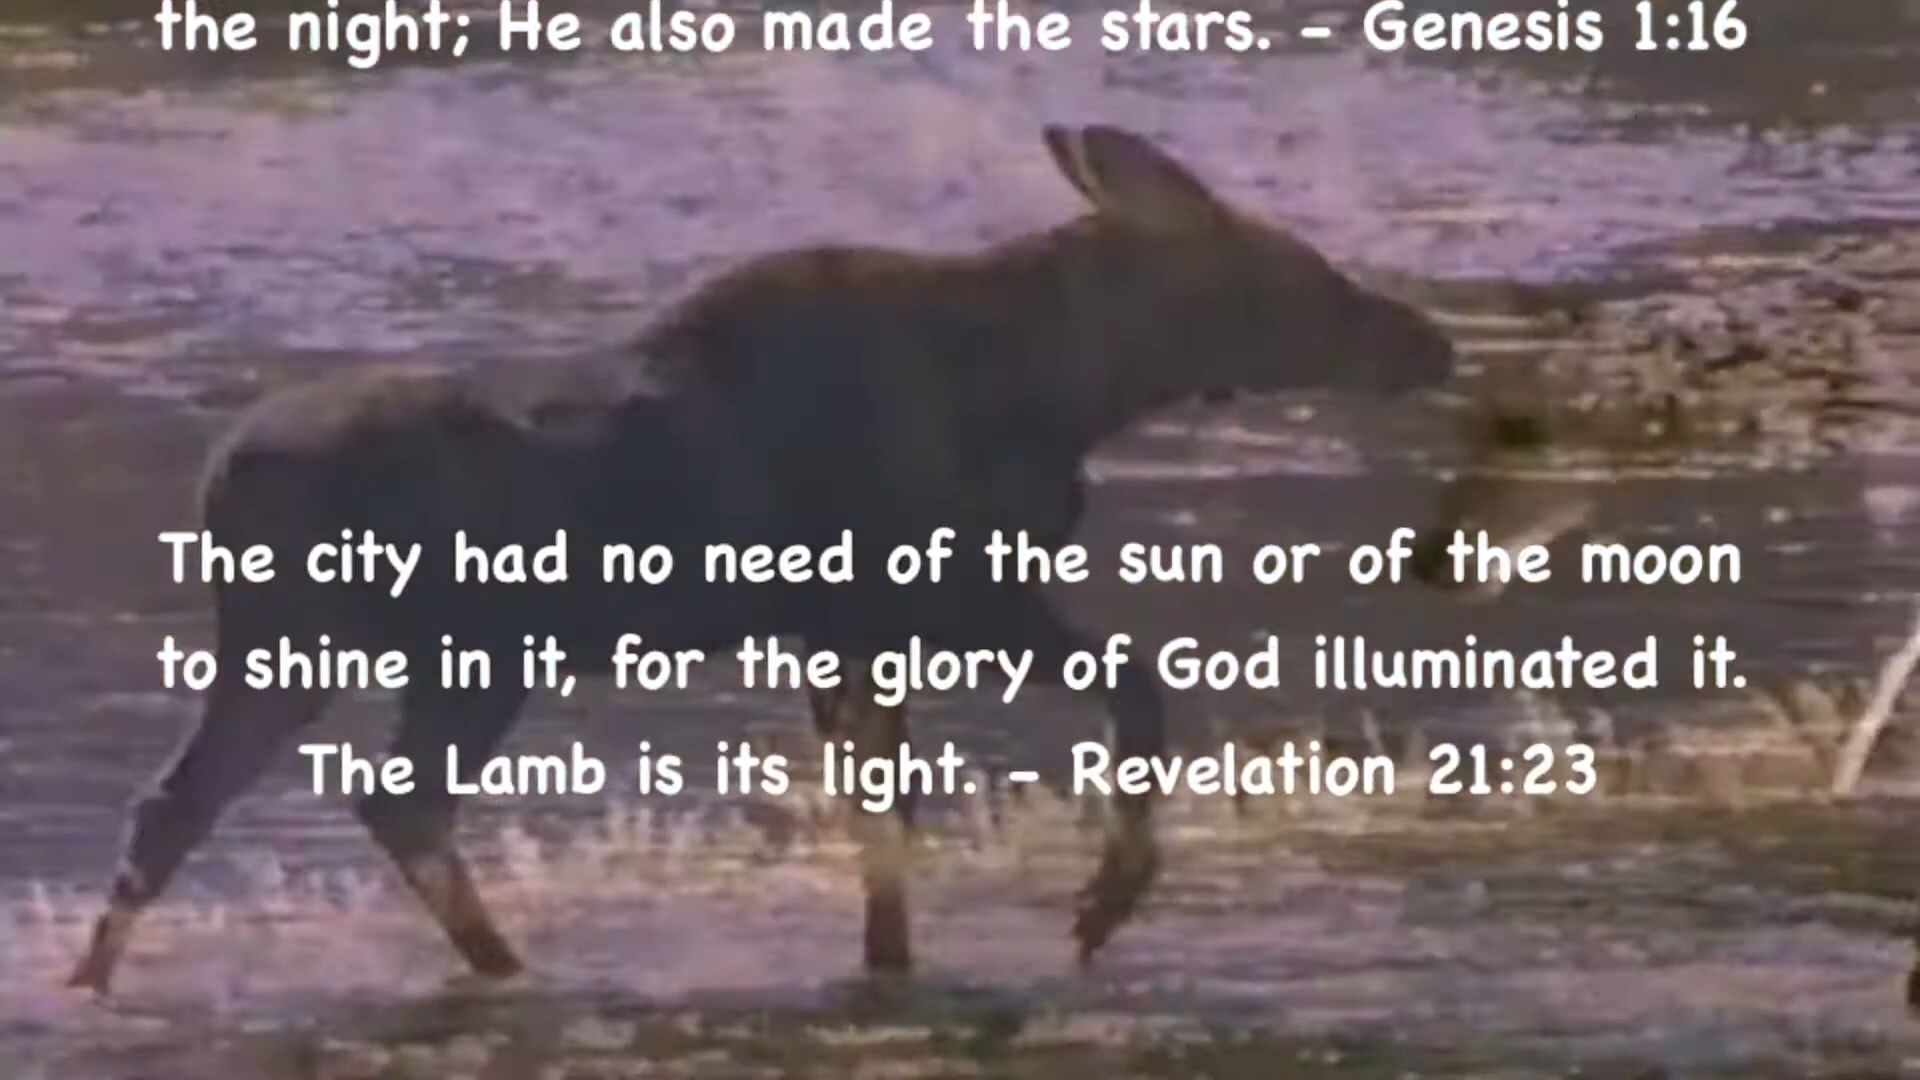 the night; He also made the stars. – Genesis 1:16
The city had no need of the sun or of the moon
to shine in it, for the glory of God illuminated it.
The Lamb is its light. – Revelation 21:23